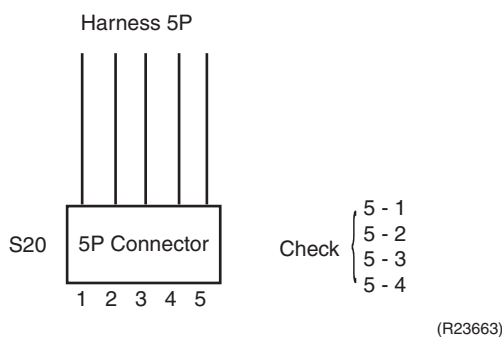 Harness 5P
S20
5P Connector
1 2 3 4 5
Check
5 - 1
5 - 2
5 - 3
5 - 4
(R23663)